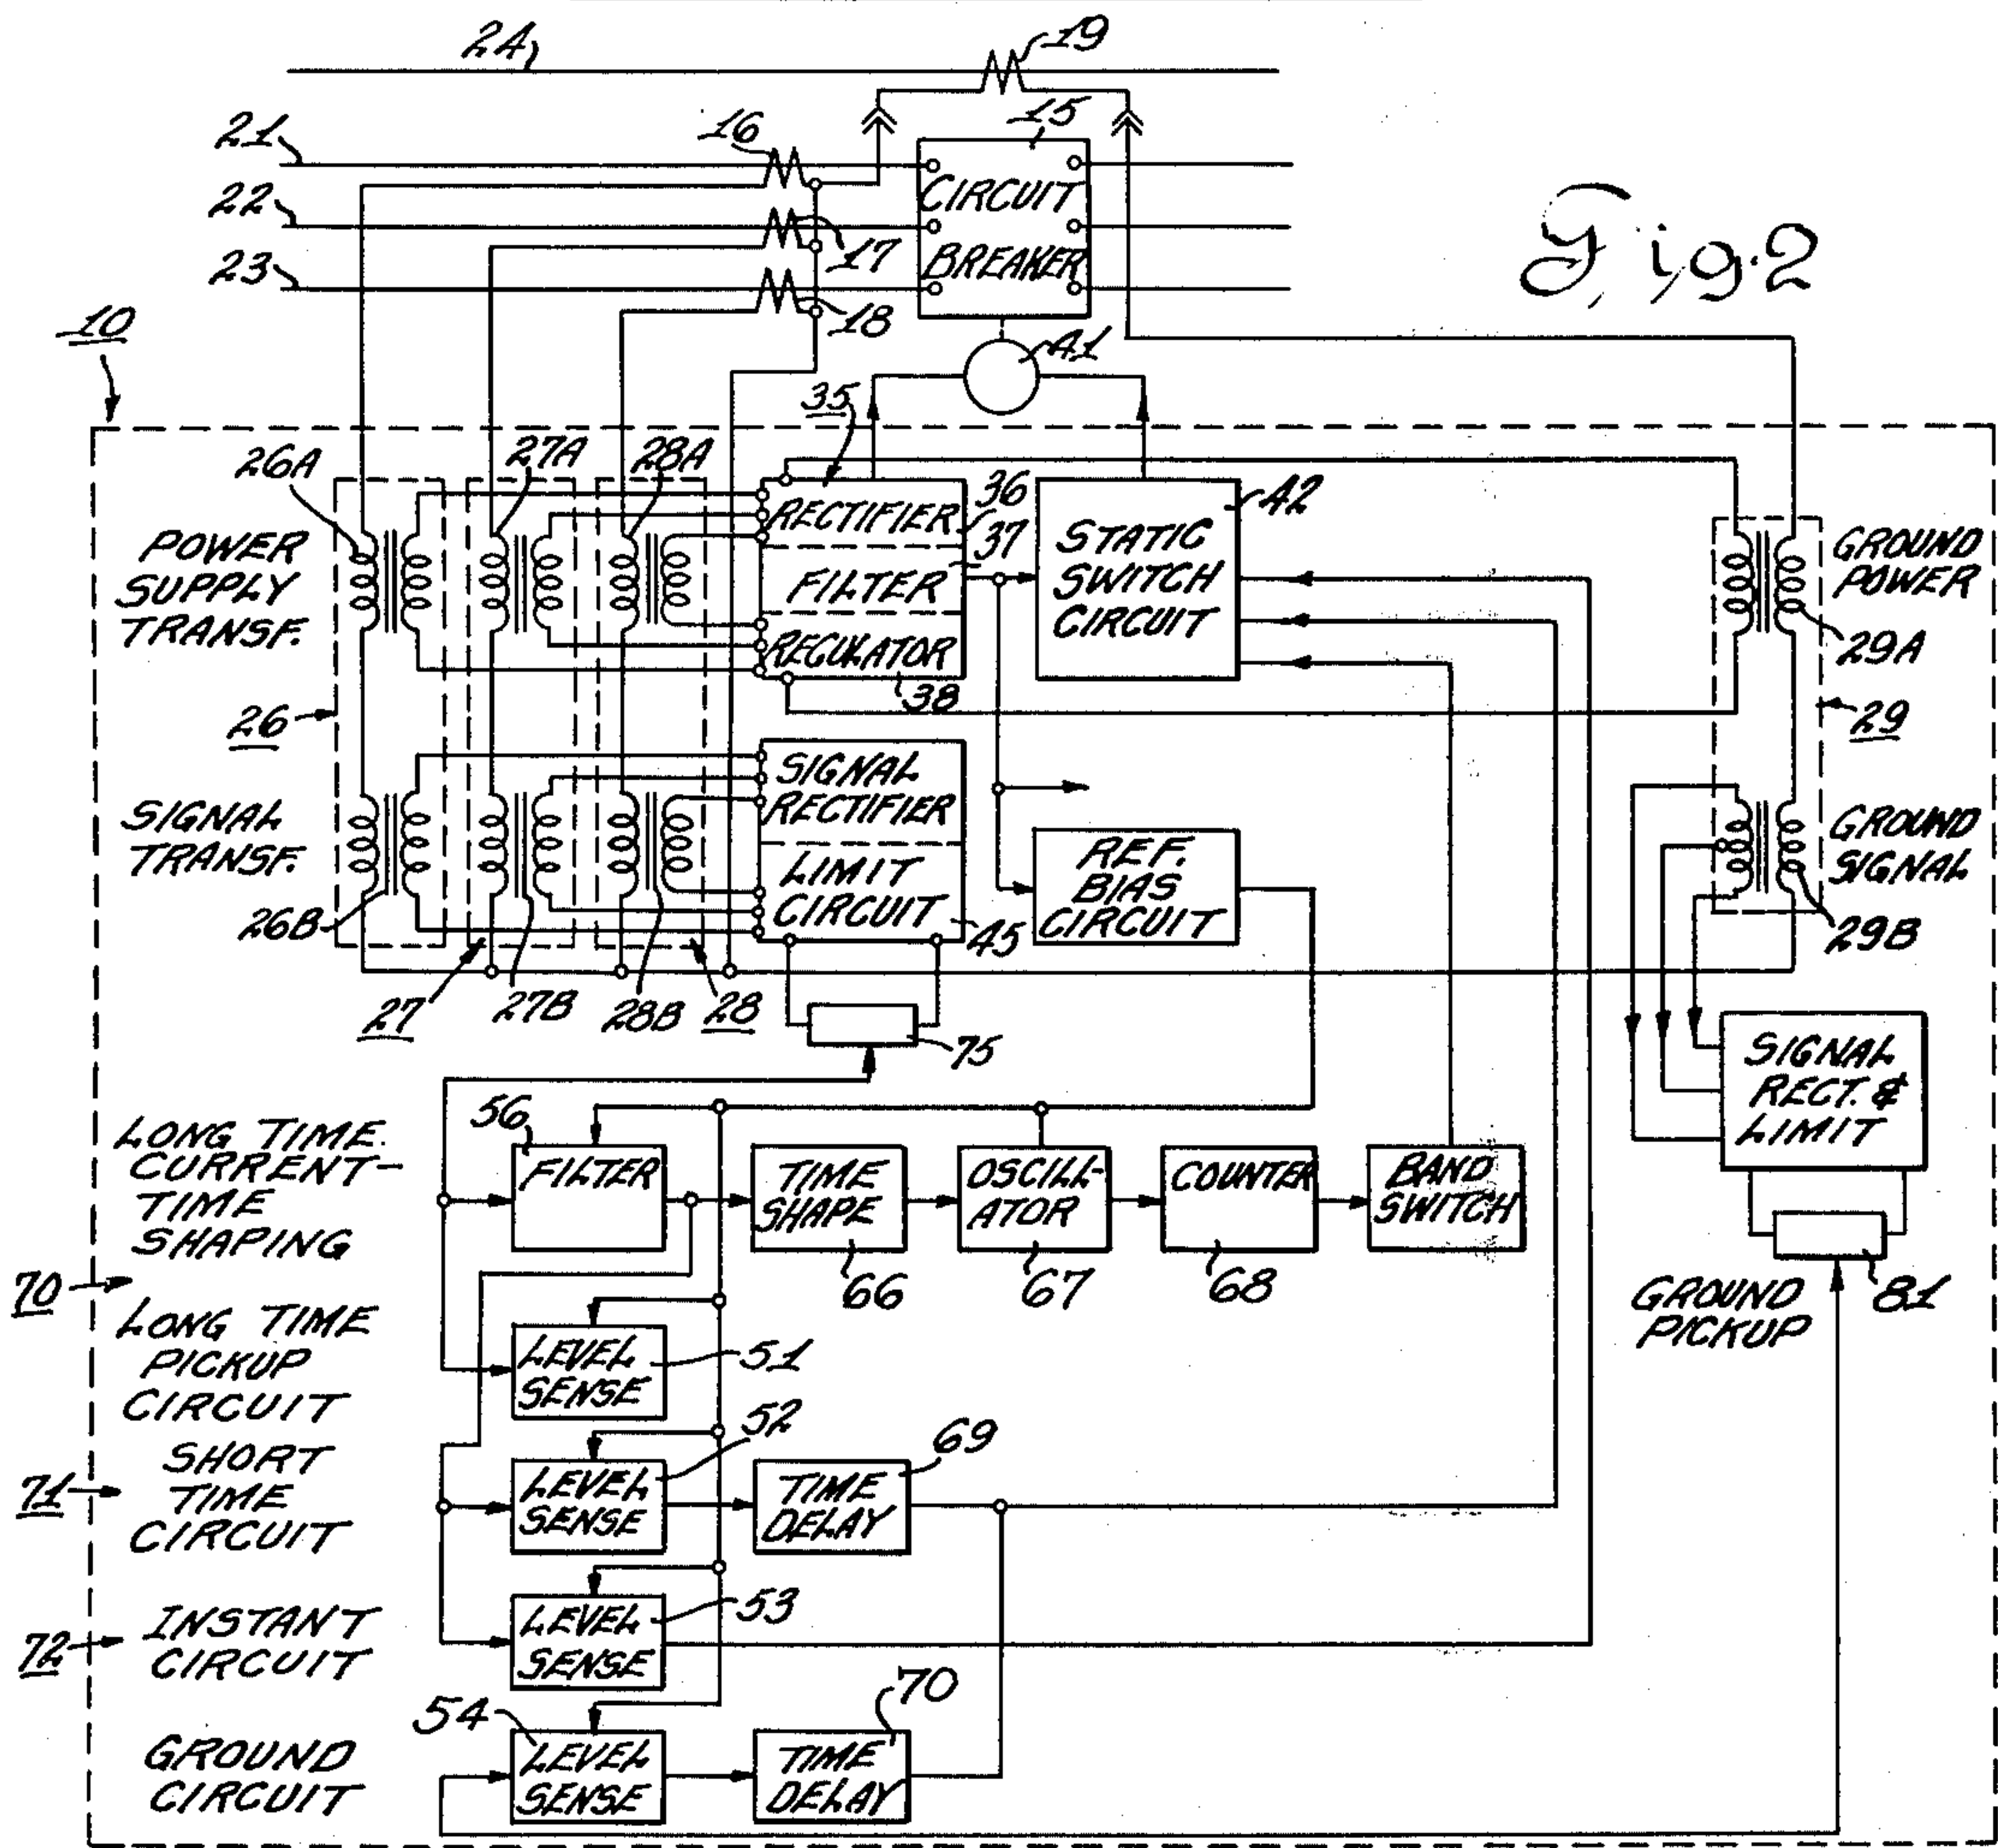 24
19
21
16
15
22
17
23
18
CIRCUIT
BREAKER
Fig. 2
10
41
35
26A
27A
28A
36
37
38
42
RECTIFIER
FILTER
REGULATOR
STATIC
SWITCH
CIRCUIT
POWER
SUPPLY
TRANSF.
GROUND
POWER
29A
26
29
SIGNAL
TRANSF.
SIGNAL
RECTIFIER
LIMIT
CIRCUIT
45
REF.
BIAS
CIRCUIT
GROUND
SIGNAL
29B
26B
27
27B
28B
28
75
SIGNAL
RECT. &
LIMIT
LONG TIME
CURRENT-
TIME
SHAPING
56
FILTER
TIME
SHAPE
66
OSCILL-
ATOR
67
COUNTER
68
BAND
SWITCH
81
GROUND
PICKUP
70
LONG TIME
PICKUP
CIRCUIT
LEVEL
SENSE
51
71
SHORT
TIME
CIRCUIT
LEVEL
SENSE
52
TIME
DELAY
69
72
INSTANT
CIRCUIT
LEVEL
SENSE
53
GROUND
CIRCUIT
54
LEVEL
SENSE
TIME
DELAY
70